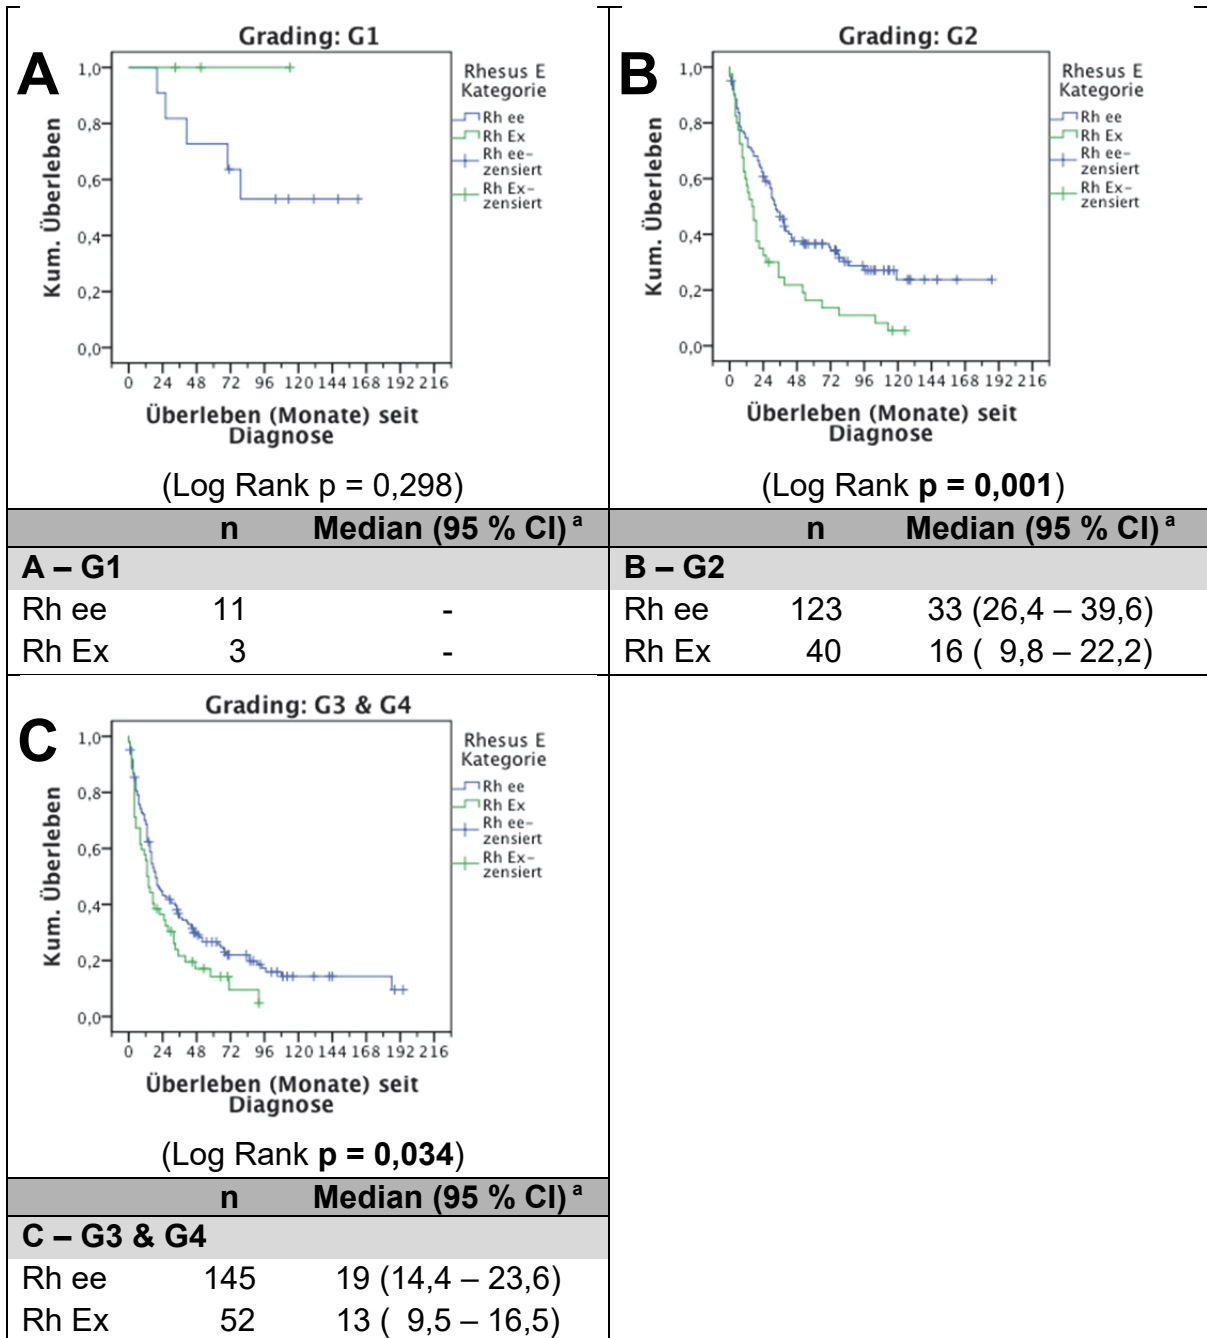 A
Grading: G1
Kum. Überleben
1,0
0,8
0,6
0,4
0,2
0,0
0 24 48 72 96 120 144 168 192 216
Überleben (Monate) seit
Diagnose
Rhesus E
Kategorie
Rh ee
Rh Ex
Rh ee-
zensiert
Rh Ex-
zensiert
(Log Rank p = 0,298)
n Median (95 % CI) a
A – G1
Rh ee 11 -
Rh Ex 3 -
B
Grading: G2
Kum. Überleben
1,0
0,8
0,6
0,4
0,2
0,0
0 24 48 72 96 120 144 168 192 216
Überleben (Monate) seit
Diagnose
Rhesus E
Kategorie
Rh ee
Rh Ex
Rh ee-
zensiert
Rh Ex-
zensiert
(Log Rank p = 0,001)
n Median (95 % CI) a
B – G2
Rh ee 123 33 (26,4 – 39,6)
Rh Ex 40 16 ( 9,8 – 22,2)
C
Grading: G3 & G4
Kum. Überleben
1,0
0,8
0,6
0,4
0,2
0,0
0 24 48 72 96 120 144 168 192 216
Überleben (Monate) seit
Diagnose
Rhesus E
Kategorie
Rh ee
Rh Ex
Rh ee-
zensiert
Rh Ex-
zensiert
(Log Rank p = 0,034)
n Median (95 % CI) a
C – G3 & G4
Rh ee 145 19 (14,4 – 23,6)
Rh Ex 52 13 ( 9,5 – 16,5)